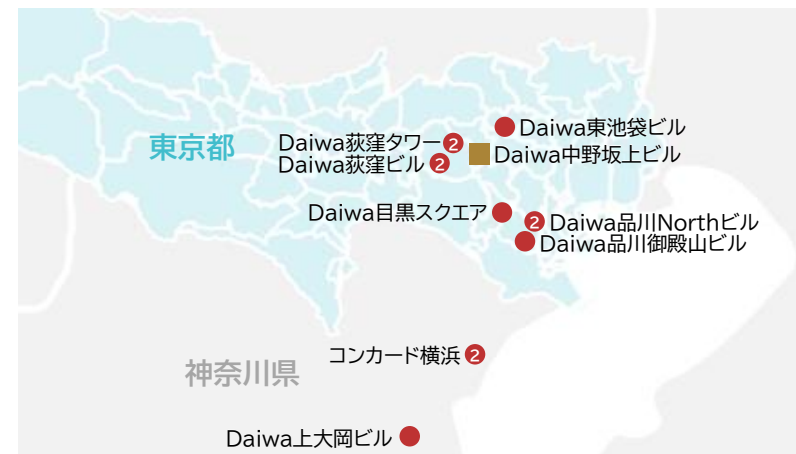 Daiwa東池袋ビル
東京都
Daiwa荻窪タワー2
Daiwa中野坂上ビル
Daiwa荻窪ビル 2
Daiwa目黒スクエア
2 Daiwa品川Northビル
Daiwa品川御殿山ビル
コンカード横浜 2
神奈川県
Daiwa上大岡ビル